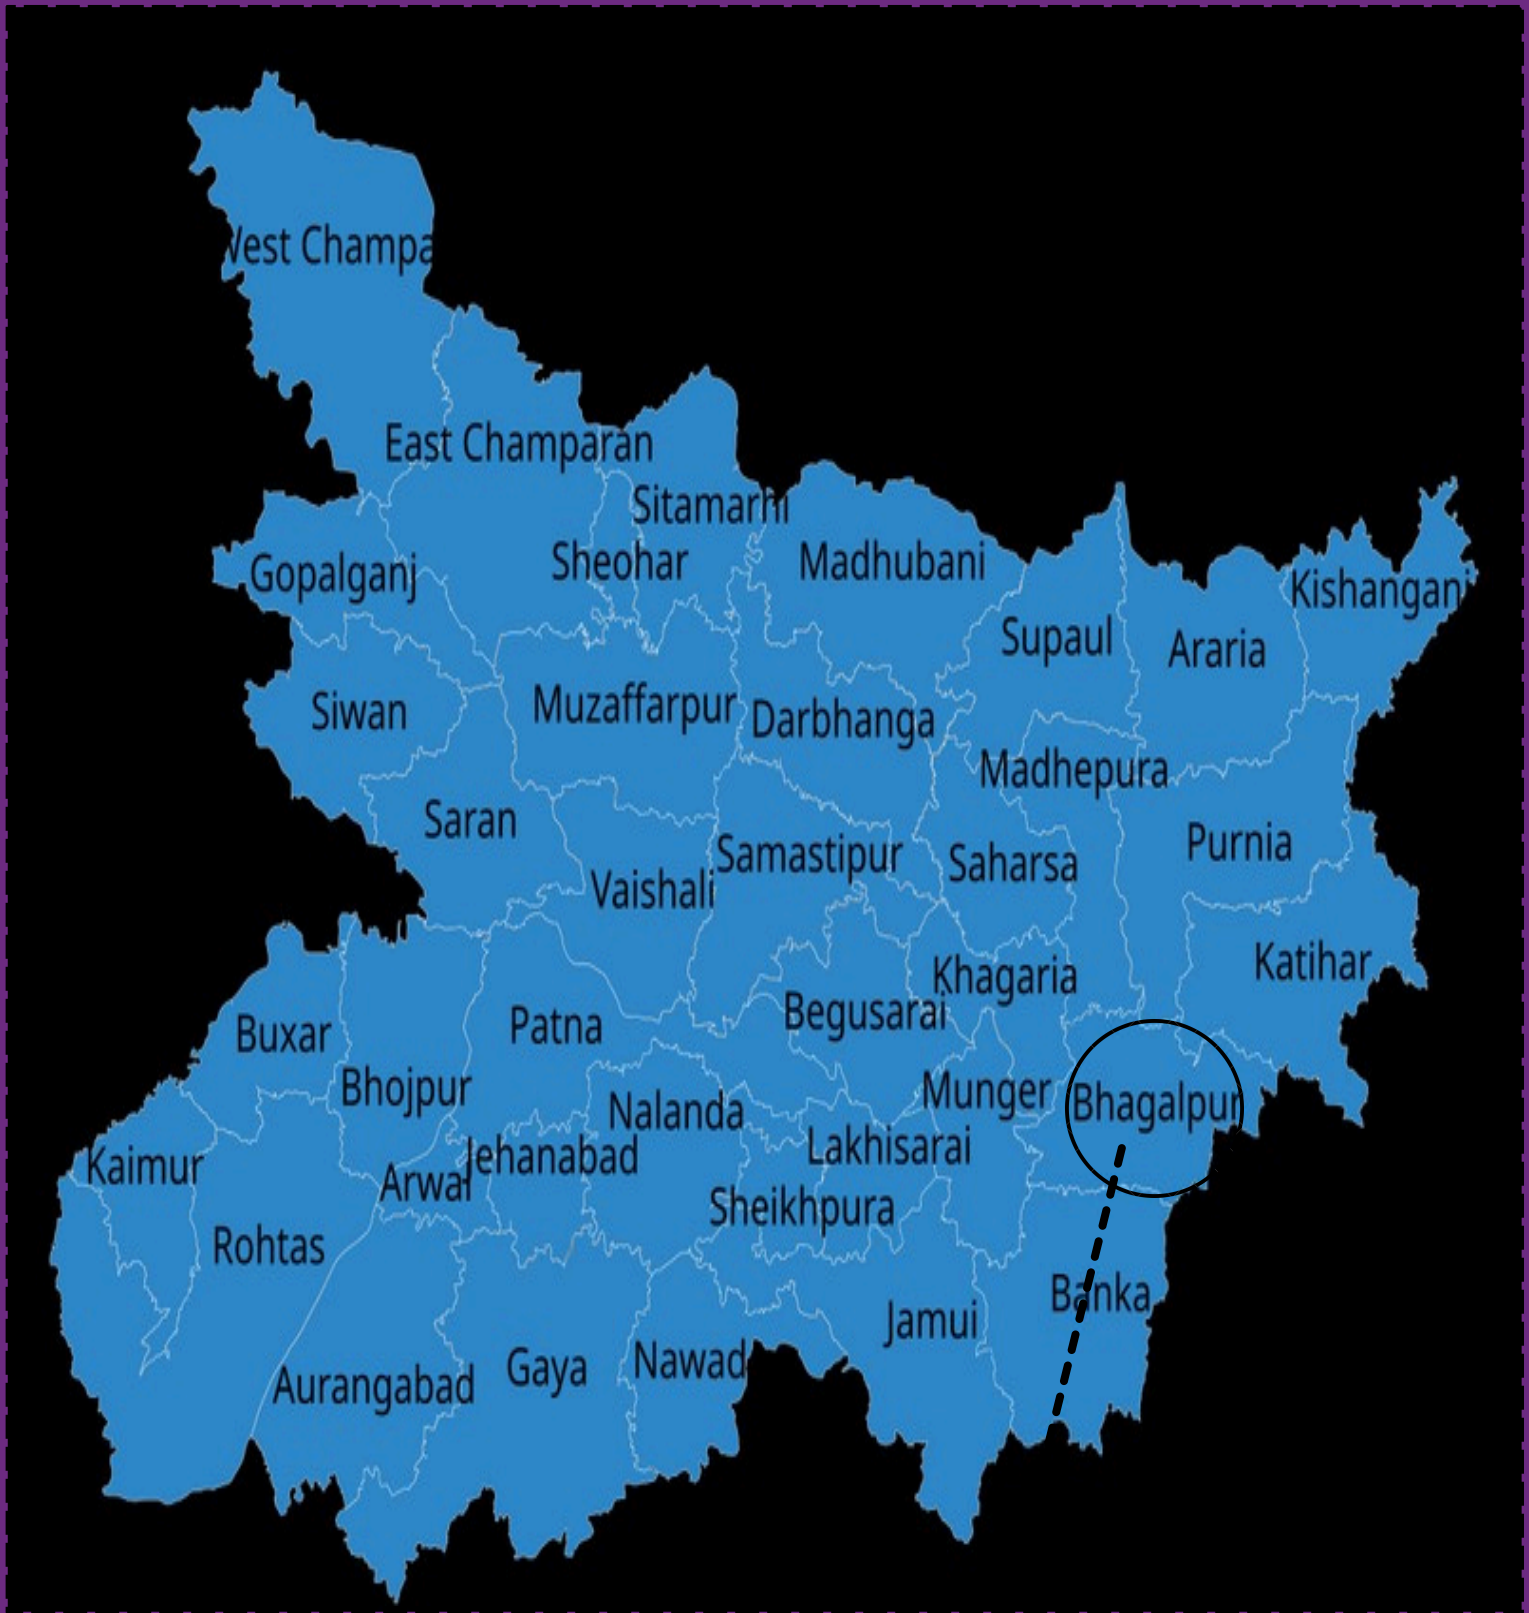 West Champa
East Champaran
Sitamarhi
Sheohar
Madhubani
Gopalganj
Kishanganj
Supaul
Araria
Siwan
Muzaffarpur
Darbhanga
Madhepura
Saran
Purnia
Samastipur
Saharsa
Vaishali
Katihar
Khagaria
Begusarai
Patna
Buxar
Bhojpur
Munger
Bhagalpur
Nalanda
Lakhisarai
Jehanabad
Kaimur
Arwal
Sheikhpura
Rohtas
Banka
Jamui
Nawad
Gaya
Aurangabad